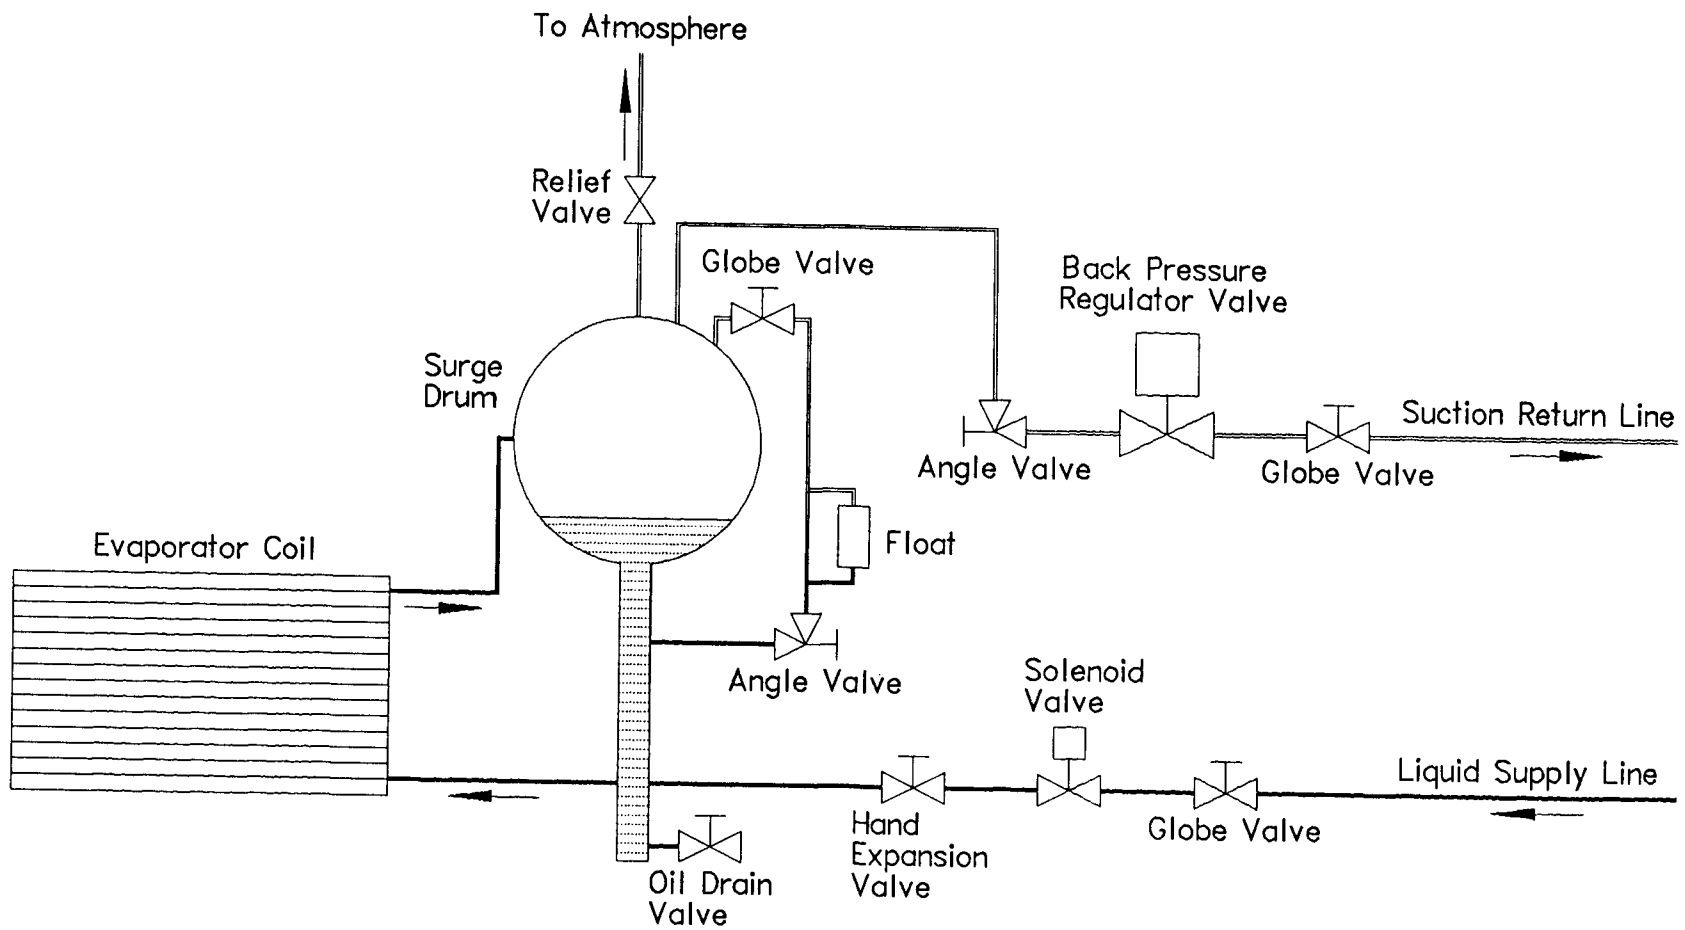 To Atmosphere
Relief
Valve
Globe Valve
Back Pressure
Regulator Valve
Surge
Drum
Suction Return Line
Angle Valve
Globe Valve
Evaporator Coil
Float
Angle Valve
Solenoid
Valve
Liquid Supply Line
Hand
Expansion
Valve
Globe Valve
Oil Drain
Valve